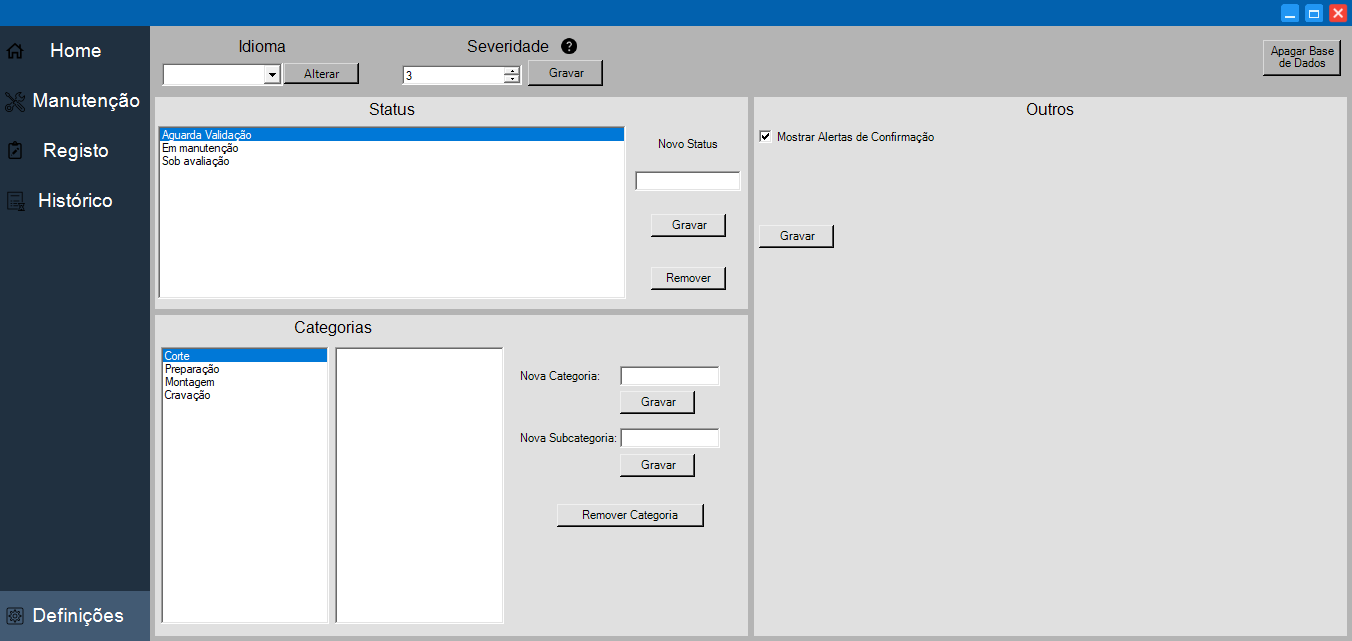 Home
Manutenção
Registo
Histórico
Definições
Idioma
Alterar
Severidade ?
3
Gravar
Apagar Base
de Dados
Status
Aguarda Validação
Em manutenção
Sob avaliação
Novo Status
Gravar
Remover
Categorias
Corte
Preparação
Montagem
Cravação
Nova Categoria:
Gravar
Nova Subcategoria:
Gravar
Remover Categoria
Outros
Mostrar Alertas de Confirmação
Gravar